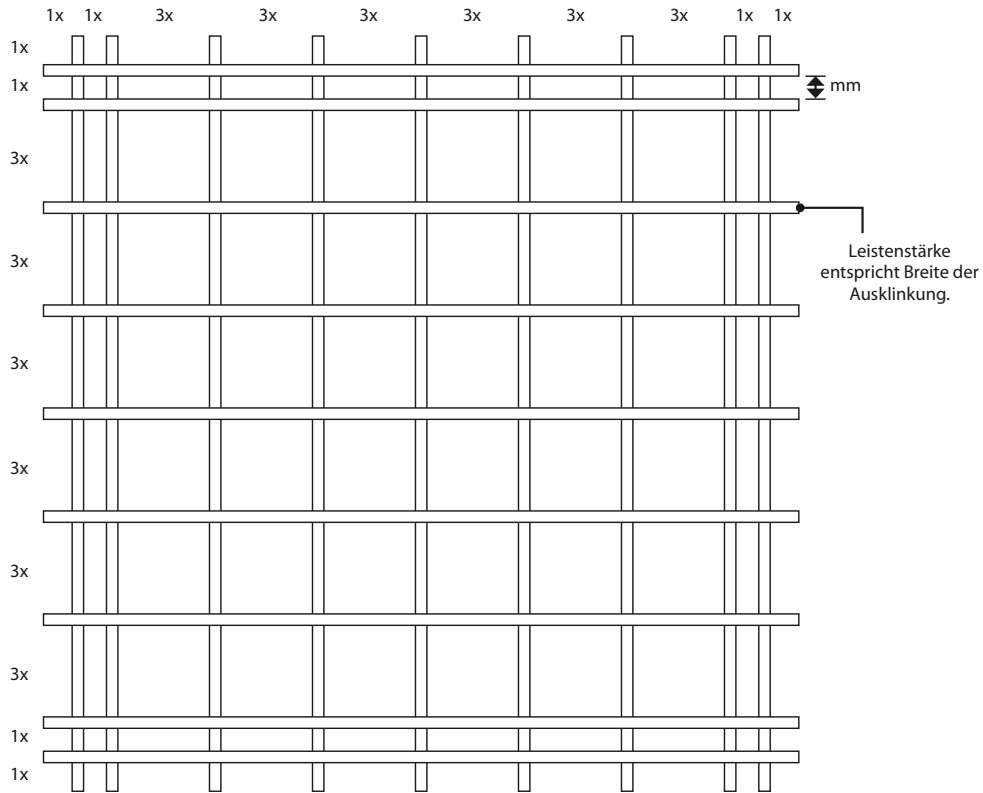 1x 1x 3x 3x 3x 3x 3x 3x 1x 1x
1x
1x
mm
3x
3x
Leistenstärke
entspricht Breite der
Ausklinkung.
3x
3x
3x
3x
1x
1x